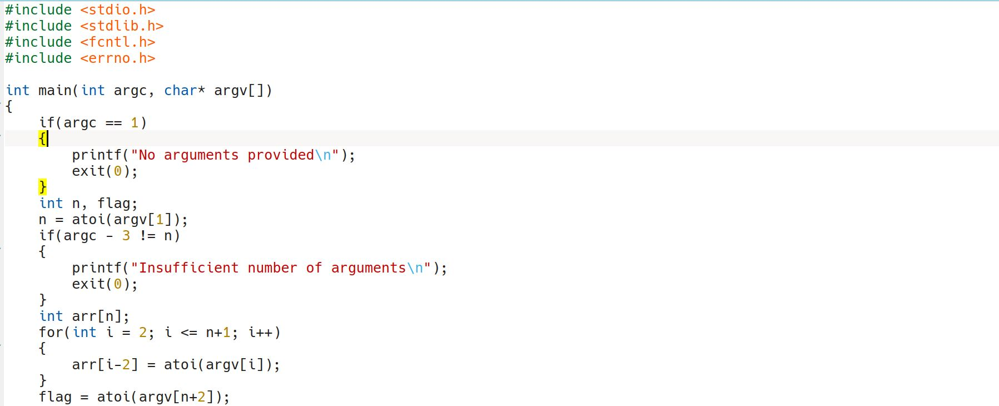 #include <stdio.h>
#include <stdlib.h>
#include <fcntl.h>
#include <errno.h>

int main(int argc, char* argv[])
{
    if(argc == 1)
    {
        printf("No arguments provided\n");
        exit(0);
    }
    int n, flag;
    n = atoi(argv[1]);
    if(argc - 3 != n)
    {
        printf("Insufficient number of arguments\n");
        exit(0);
    }
    int arr[n];
    for(int i = 2; i <= n+1; i++)
    {
        arr[i-2] = atoi(argv[i]);
    }
    flag = atoi(argv[n+2]);